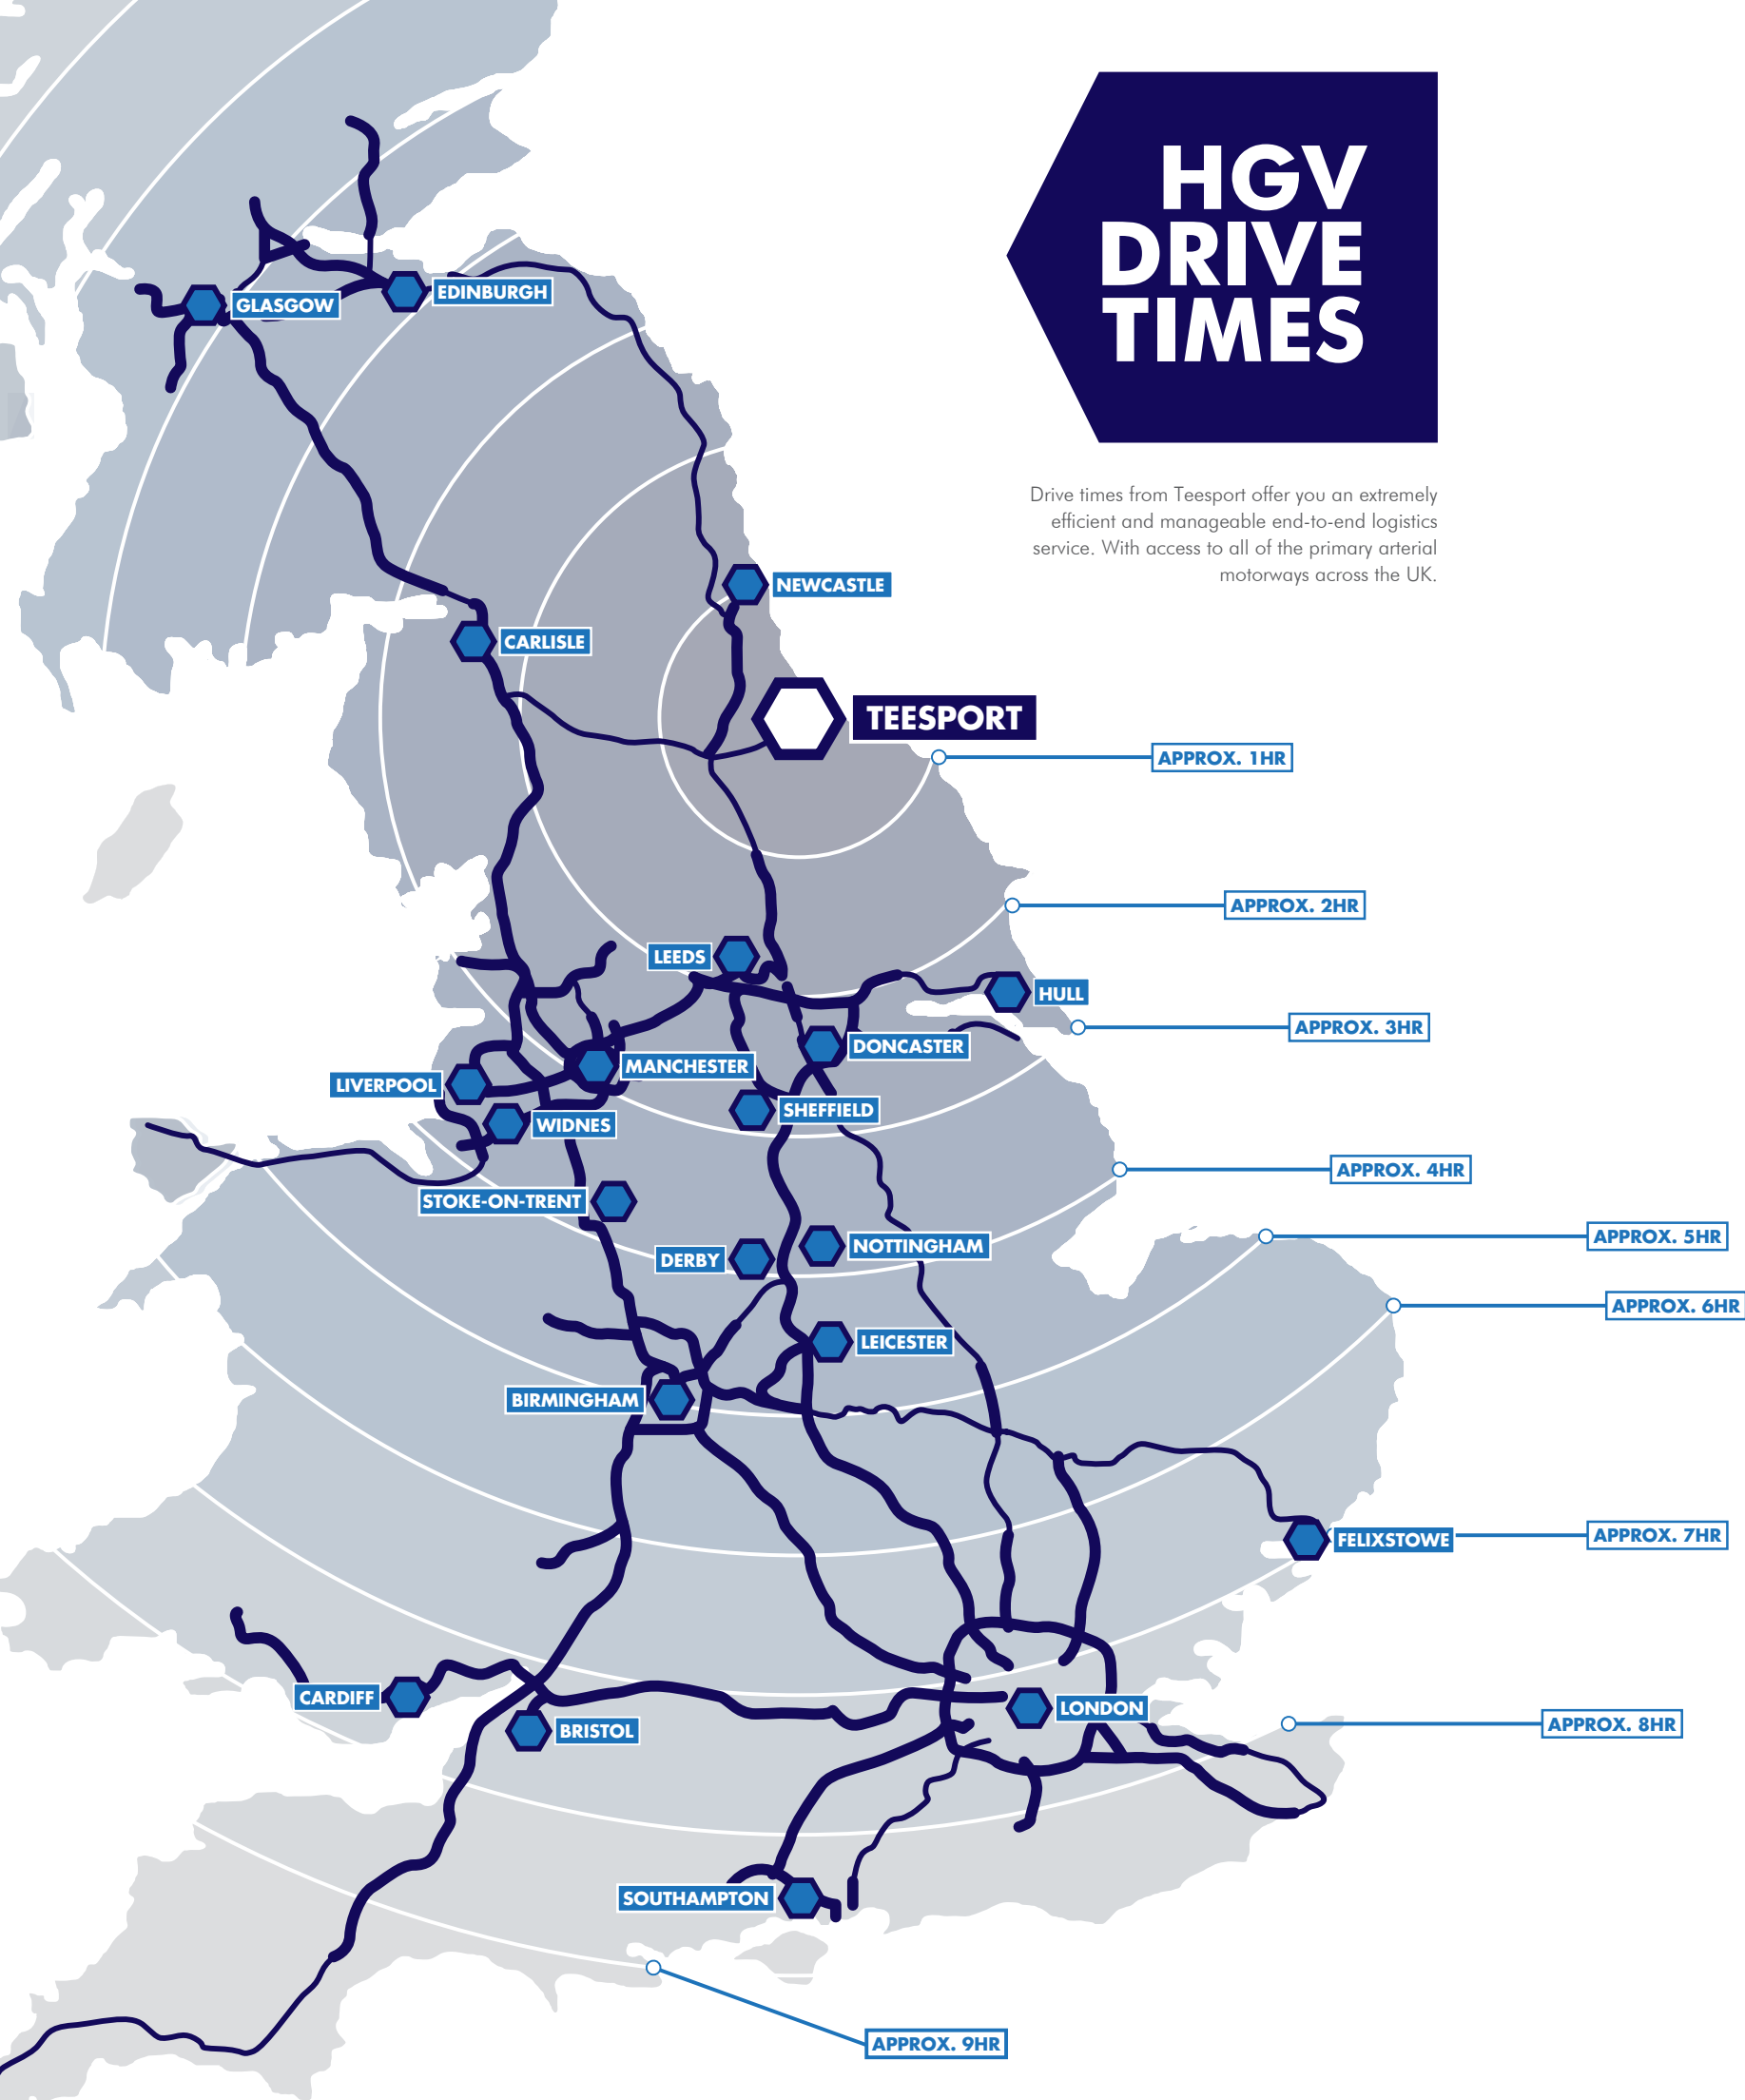 HGV
DRIVE
TIMES
Drive times from Teesport offer you an extremely
efficient and manageable end-to-end logistics
service. With access to all of the primary arterial
motorways across the UK.
EDINBURGH
GLASGOW
NEWCASTLE
CARLISLE
TEESPORT
APPROX. 1HR
APPROX. 2HR
LEEDS
HULL
APPROX. 3HR
DONCASTER
MANCHESTER
LIVERPOOL
SHEFFIELD
WIDNES
APPROX. 4HR
STOKE-ON-TRENT
APPROX. 5HR
NOTTINGHAM
DERBY
APPROX. 6HR
LEICESTER
BIRMINGHAM
APPROX. 7HR
FELIXSTOWE
CARDIFF
LONDON
APPROX. 8HR
BRISTOL
SOUTHAMPTON
APPROX. 9HR